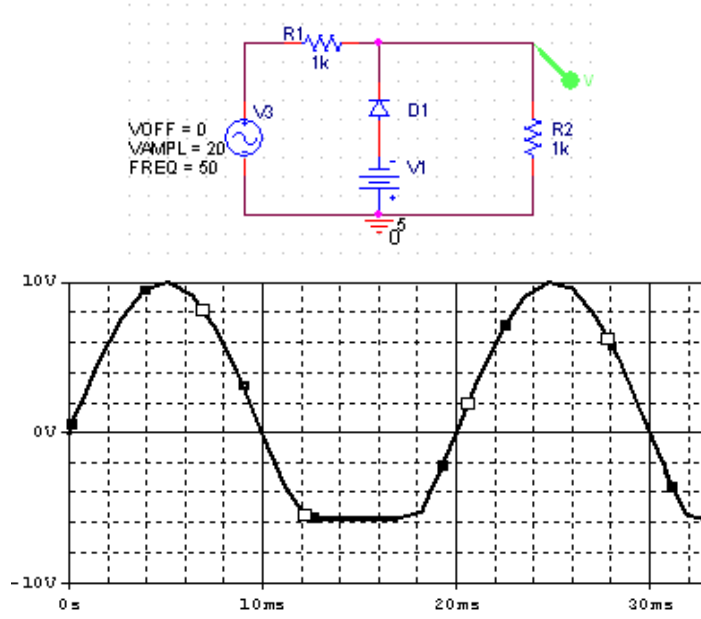 R1
1k
V
V3
D1
VOFF = 0
VAMPL = 20
FREQ = 50
R2
1k
V1
-
+
5
0
10V
0V
-10V
0s
10ms
20ms
30ms